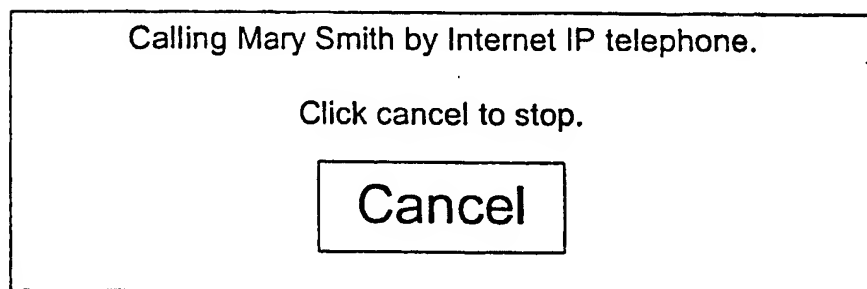 Calling Mary Smith by Internet IP telephone.
Click cancel to stop.
Cancel